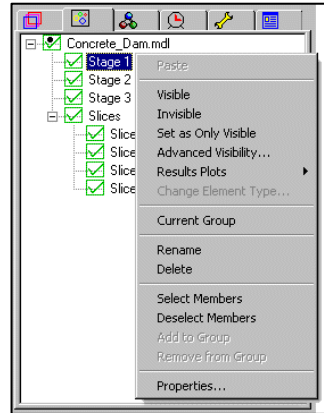 Concrete_Dam.mdl
Stage 1
Stage 2
Stage 3
Slices
Slice
Slice
Slice
Slice
Paste
Visible
Invisible
Set as Only Visible
Advanced Visibility...
Results Plots
Change Element Type...
Current Group
Rename
Delete
Select Members
Deselect Members
Add to Group
Remove from Group
Properties...